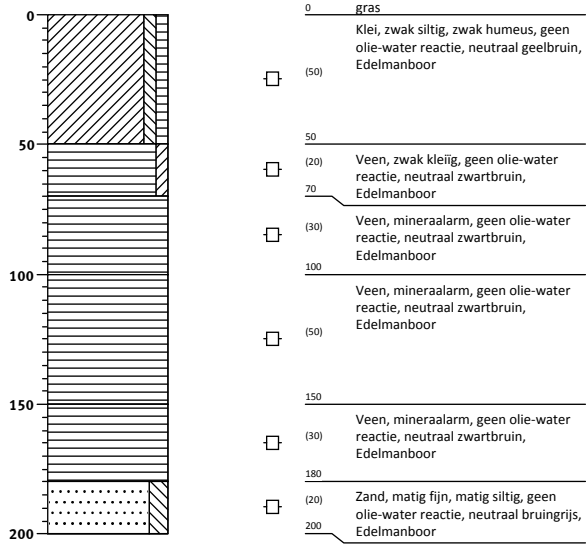 0
50
100
150
200
0 gras
Klei, zwak siltig, zwak humeus, geen
olie-water reactie, neutraal geelbruin,
Edelmanboor
(50)
50
(20) Veen, zwak kleiïg, geen olie-water
reactie, neutraal zwartbruin,
70 Edelmanboor
(30) Veen, mineraalarm, geen olie-water
reactie, neutraal zwartbruin,
Edelmanboor
100
Veen, mineraalarm, geen olie-water
reactie, neutraal zwartbruin,
Edelmanboor
(50)
150
Veen, mineraalarm, geen olie-water
(30) reactie, neutraal zwartbruin,
Edelmanboor
180
(20) Zand, matig fijn, matig siltig, geen
olie-water reactie, neutraal bruingrijs,
200 Edelmanboor